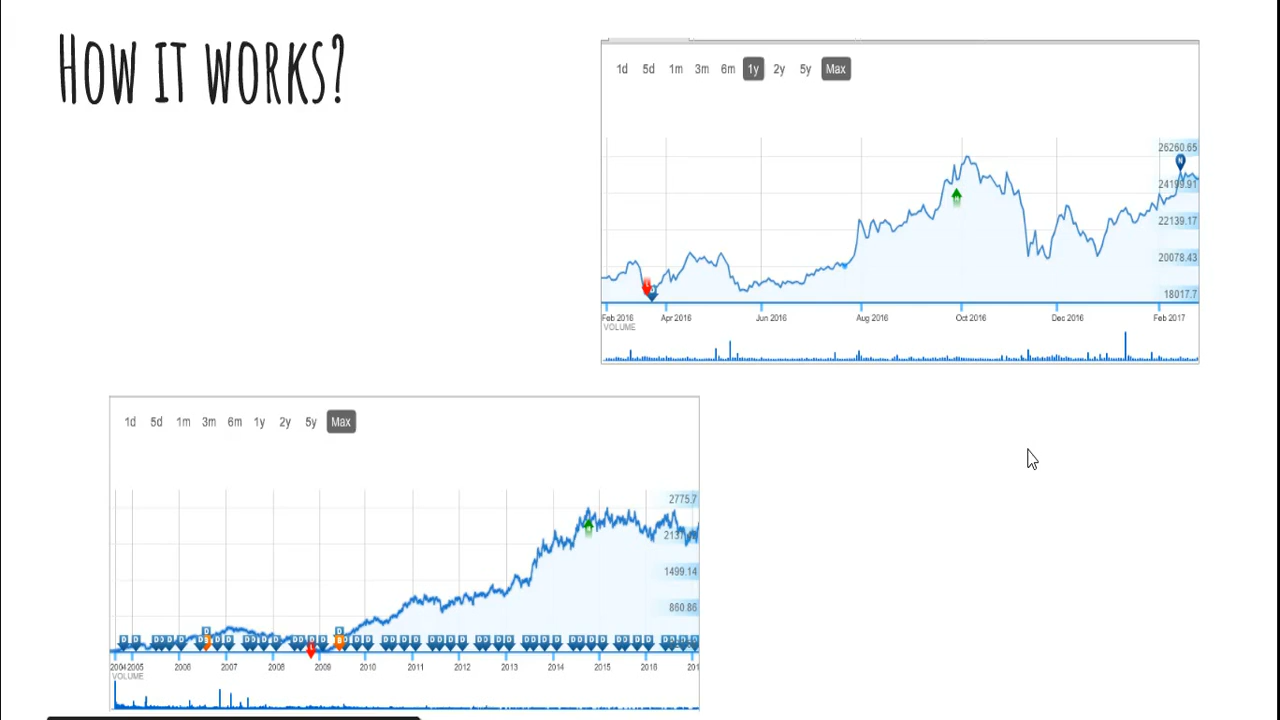 HOW IT WORKS?
1d 5d 1m 3m 6m 1y 2y 5y Max
26260.65
N
24199.91
22139.17
20078.43
18017.7
Feb 2016 Apr 2016 Jun 2016 Aug 2016 Oct 2016 Dec 2016 Feb 2017
VOLUME
1d 5d 1m 3m 6m 1y 2y 5y Max
2775.7
1499.14
860.86
2005 2006 2007 2008 2009 2010 2011 2012 2013 2014 2015 2016
VOLUME